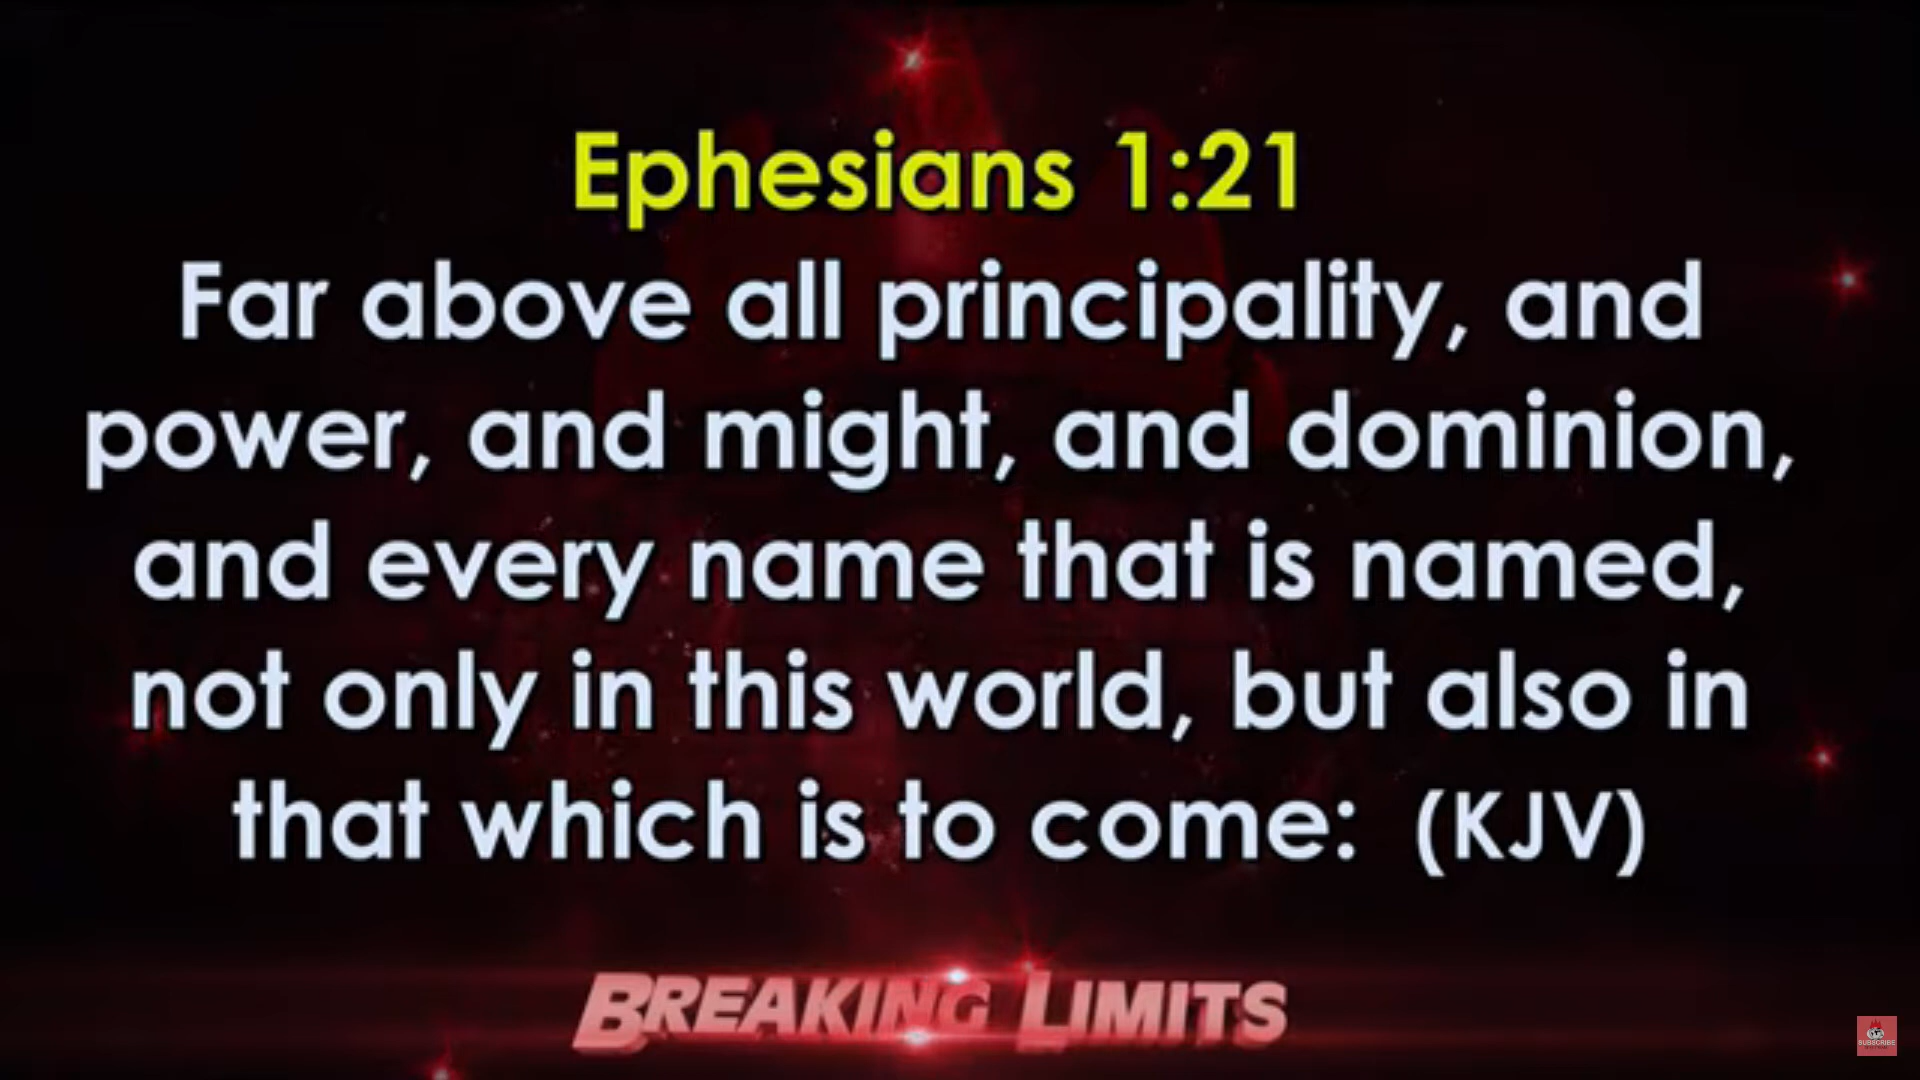 Ephesians 1:21
Far above all principality, and
power, and might, and dominion,
and every name that is named,
not only in this world, but also in
that which is to come:  (KJV)
BREAKING LIMITS
SUBSCRIBE